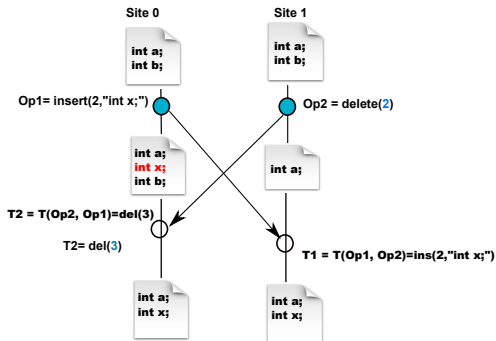 Site 0
Site 1
int a;
int b;
int a;
int b;
Op1= insert(2,"int x;")
Op2 = delete(2)
int a;
int x;
int b;
int a;
T2 = T(Op2, Op1)=del(3)
T2= del(3)
T1 = T(Op1, Op2)=ins(2,"int x;")
int a;
int x;
int a;
int x;